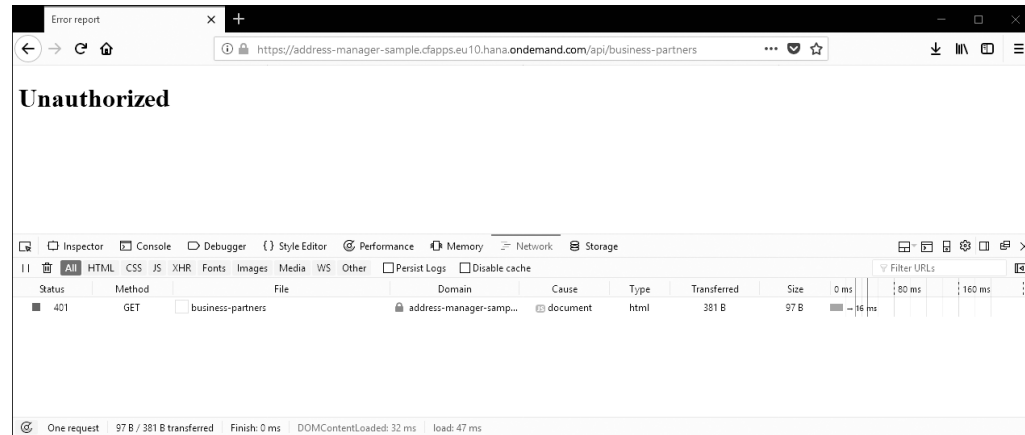 Error report
https://address-manager-sample.cfapps.eu10.hana.ondemand.com/api/business-partners
Unauthorized
Inspector Console Debugger {} Style Editor Performance Memory Network Storage
All HTML CSS JS XHR Fonts Images Media WS Other Persist Logs Disable cache Filter URLs
Status Method File Domain Cause Type Transferred Size 0 ms 80 ms 160 ms
401 GET business-partners address-manager-samp... document html 381 B 97 B → 16 ms
One request 97 B / 381 B transferred Finish: 0 ms DOMContentLoaded: 32 ms load: 47 ms